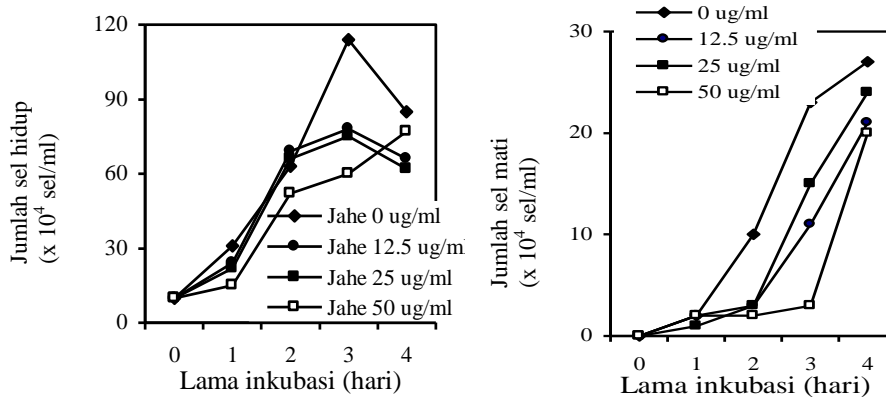 Jumlah sel hidup
(x 10⁴ sel/ml)
120
90
60
30
0
Jahe 0 ug/ml
Jahe 12.5 ug/ml
Jahe 25 ug/ml
Jahe 50 ug/ml
0 1 2 3 4
Lama inkubasi (hari)
0 ug/ml
12.5 ug/ml
25 ug/ml
50 ug/ml
Jumlah sel mati
(x 10⁴ sel/ml)
30
20
10
0
0 1 2 3 4
Lama inkubasi (hari)